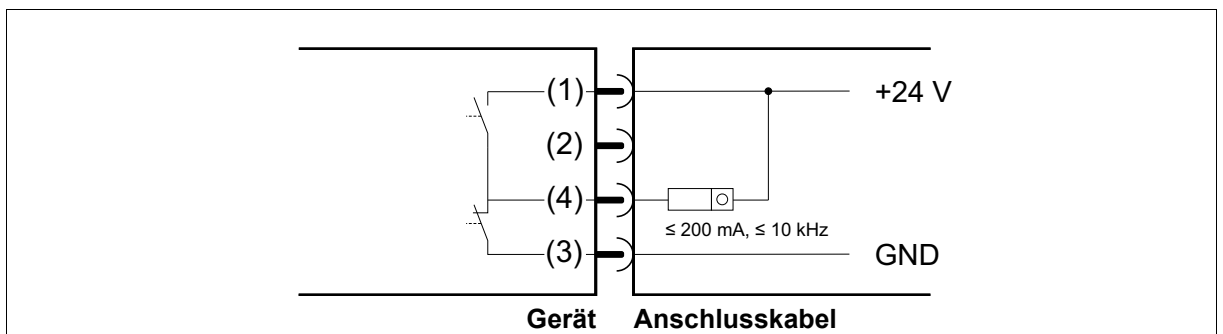 (1)
+24 V
(2)
(4)
≤ 200 mA, ≤ 10 kHz
(3)
GND
Gerät
Anschlusskabel